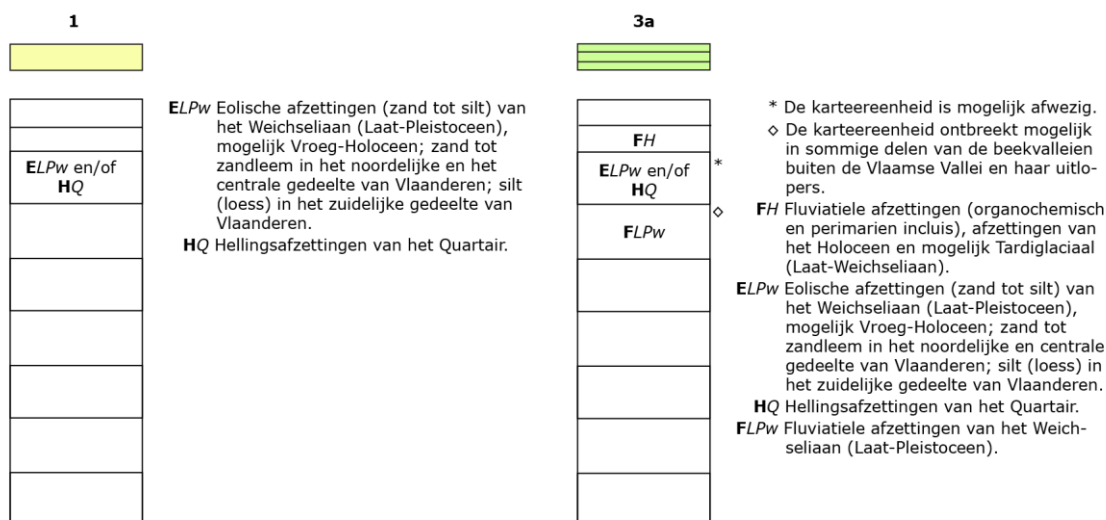 1
ELPw en/of
HQ
ELPw Eolische afzettingen (zand tot silt) van
het Weichseliaan (Laat-Pleistoceen),
mogelijk Vroeg-Holoceen; zand tot
zandleem in het noordelijke en het
centrale gedeelte van Vlaanderen; silt
(loess) in het zuidelijke gedeelte van
Vlaanderen.
HQ Hellingsafzettingen van het Quartair.
3a
FH
ELPw en/of
HQ
*
◇
FLPw
* De karteereenheid is mogelijk afwezig.
◇ De karteereenheid ontbreekt mogelijk
in sommige delen van de beekvalleien
buiten de Vlaamse Vallei en haar uitlo-
pers.
FH Fluviatiele afzettingen (organochemisch
en perimarien incluis), afzettingen van
het Holoceen en mogelijk Tardiglaciaal
(Laat-Weichseliaan).
ELPw Eolische afzettingen (zand tot silt) van
het Weichseliaan (Laat-Pleistoceen),
mogelijk Vroeg-Holoceen; zand tot
zandleem in het noordelijke en centrale
gedeelte van Vlaanderen; silt (loess) in
het zuidelijke gedeelte van Vlaanderen.
HQ Hellingsafzettingen van het Quartair.
FLPw Fluviatiele afzettingen van het Weich-
seliaan (Laat-Pleistoceen).